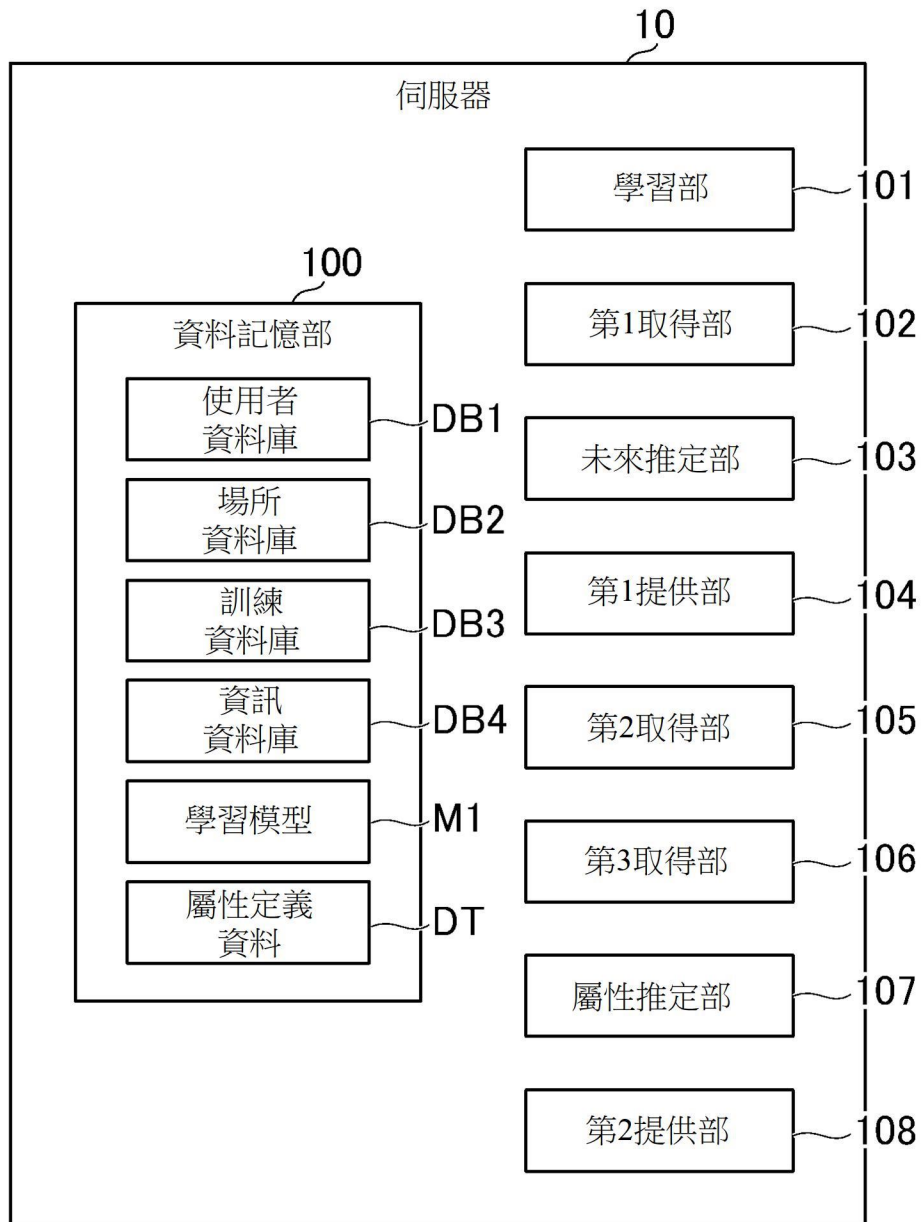 10
伺服器
100
資料記憶部
使用者
資料庫
DB1
場所
資料庫
DB2
訓練
資料庫
DB3
資訊
資料庫
DB4
學習模型
M1
屬性定義
資料
DT
學習部
101
第1取得部
102
未來推定部
103
第1提供部
104
第2取得部
105
第3取得部
106
屬性推定部
107
第2提供部
108